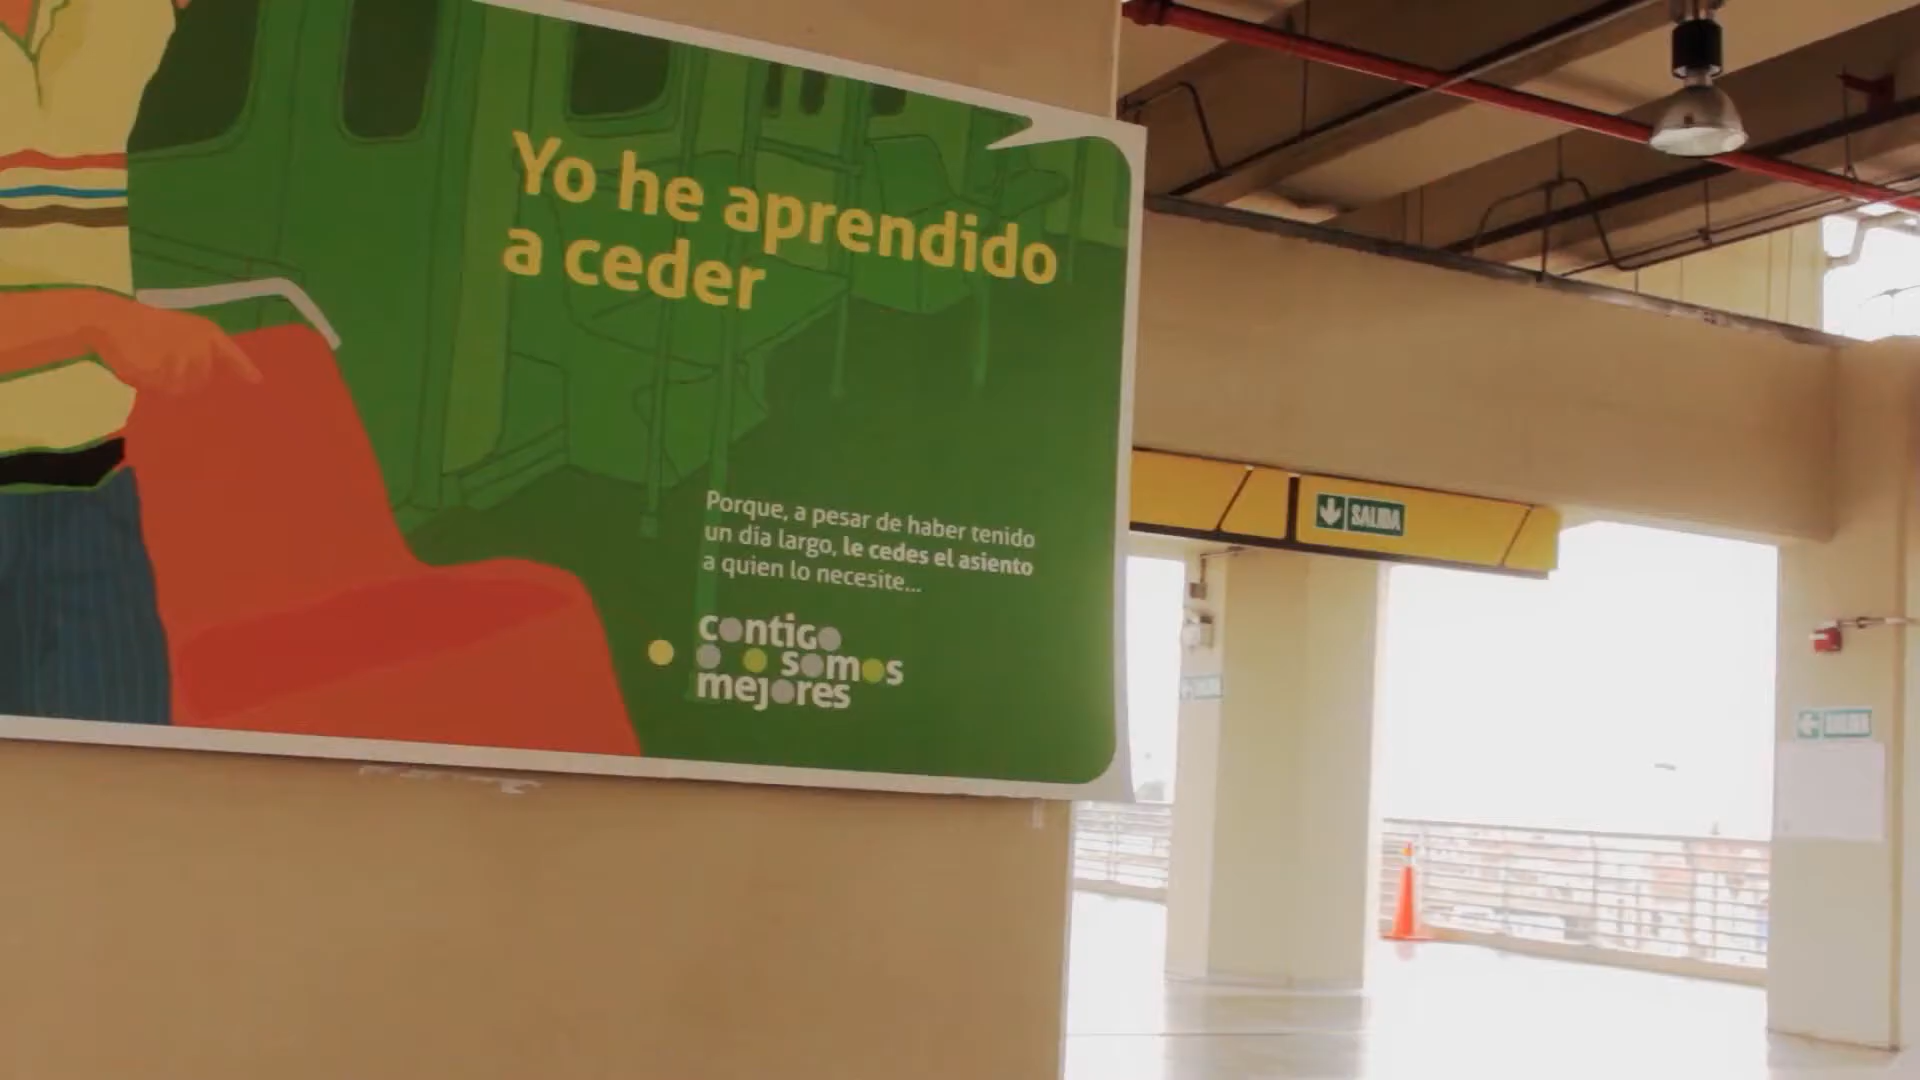 Yo he aprendido
a ceder
Porque, a pesar de haber tenido
un día largo, le cedes el asiento
a quien lo necesite...
contigo
somos
mejores
SALIDA